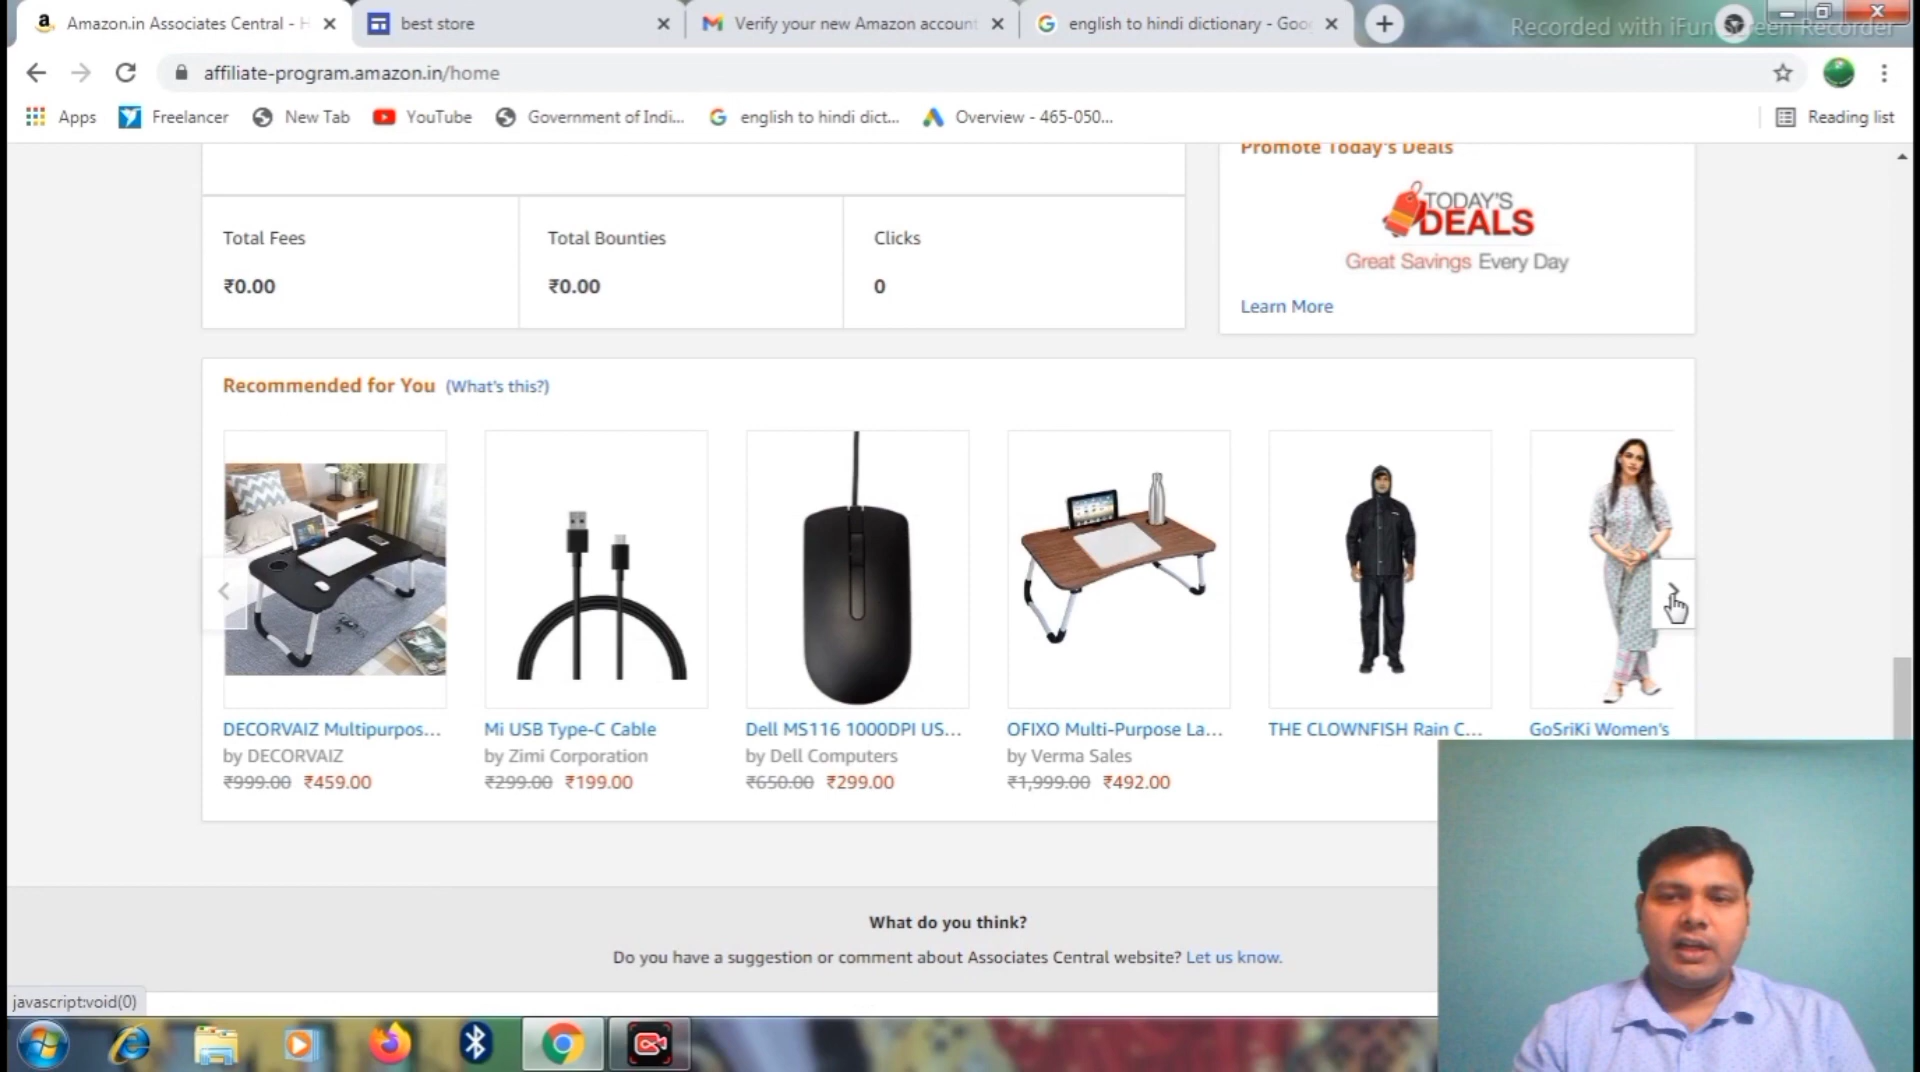 Amazon.in Associates Central - H
best store
Verify your new Amazon account
english to hindi dictionary - Goo
Recorded with iFun Screen Recorder
affiliate-program.amazon.in/home
Apps
Freelancer
New Tab
YouTube
Government of Indi...
english to hindi dict...
Overview - 465-050...
Reading list
Promote Today's Deals
TODAY'S
DEALS
Great Savings Every Day
Learn More
Total Fees
Total Bounties
Clicks
₹0.00
₹0.00
0
Recommended for You (What's this?)
DECORVAIZ Multipurpos...
by DECORVAIZ
₹999.00 ₹459.00
Mi USB Type-C Cable
by Zimi Corporation
₹299.00 ₹199.00
Dell MS116 1000DPI US...
by Dell Computers
₹650.00 ₹299.00
OFIXO Multi-Purpose La...
by Verma Sales
₹1,999.00 ₹492.00
THE CLOWNFISH Rain C...
GoSriKi Women's
What do you think?
Do you have a suggestion or comment about Associates Central website? Let us know.
javascript:void(0)